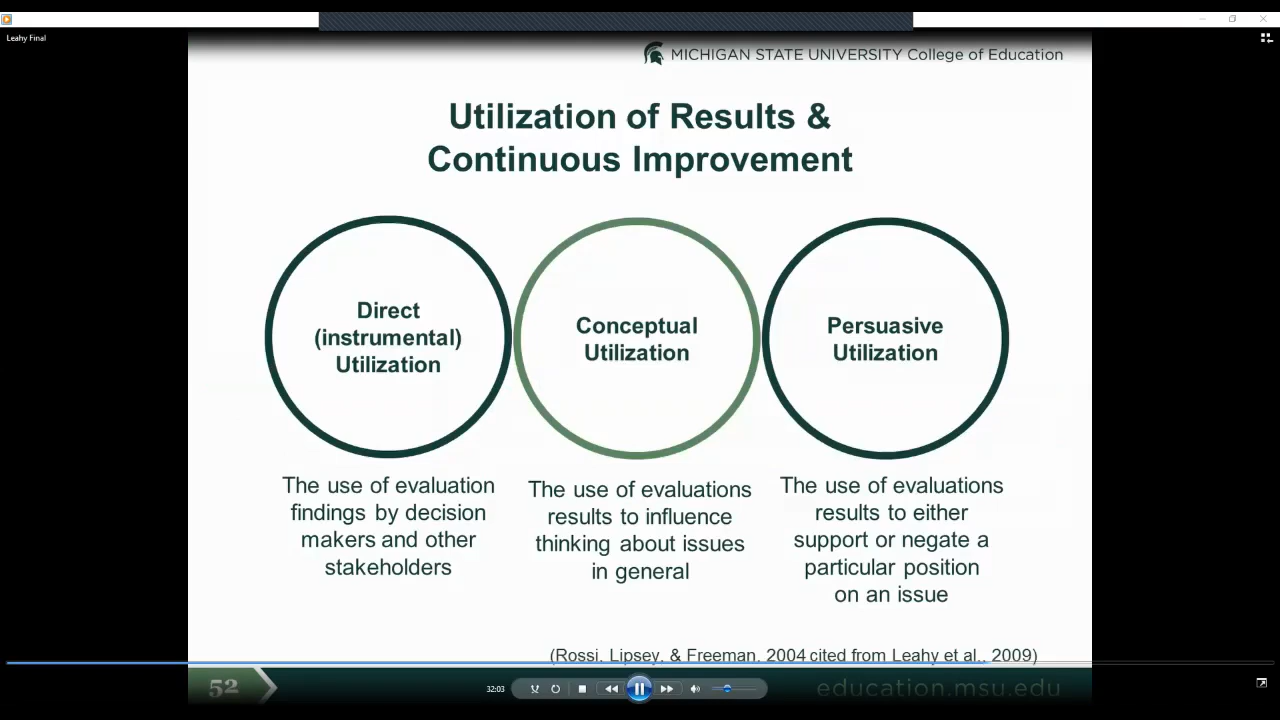 Leahy Final
MICHIGAN STATE UNIVERSITY College of Education
Utilization of Results &
Continuous Improvement
Direct
(instrumental)
Utilization
Conceptual
Utilization
Persuasive
Utilization
The use of evaluation
findings by decision
makers and other
stakeholders
The use of evaluations
results to influence
thinking about issues
in general
The use of evaluations
results to either
support or negate a
particular position
on an issue
(Rossi, Lipsey, & Freeman, 2004 cited from Leahy et al., 2009)
52
32:03
education.msu.edu